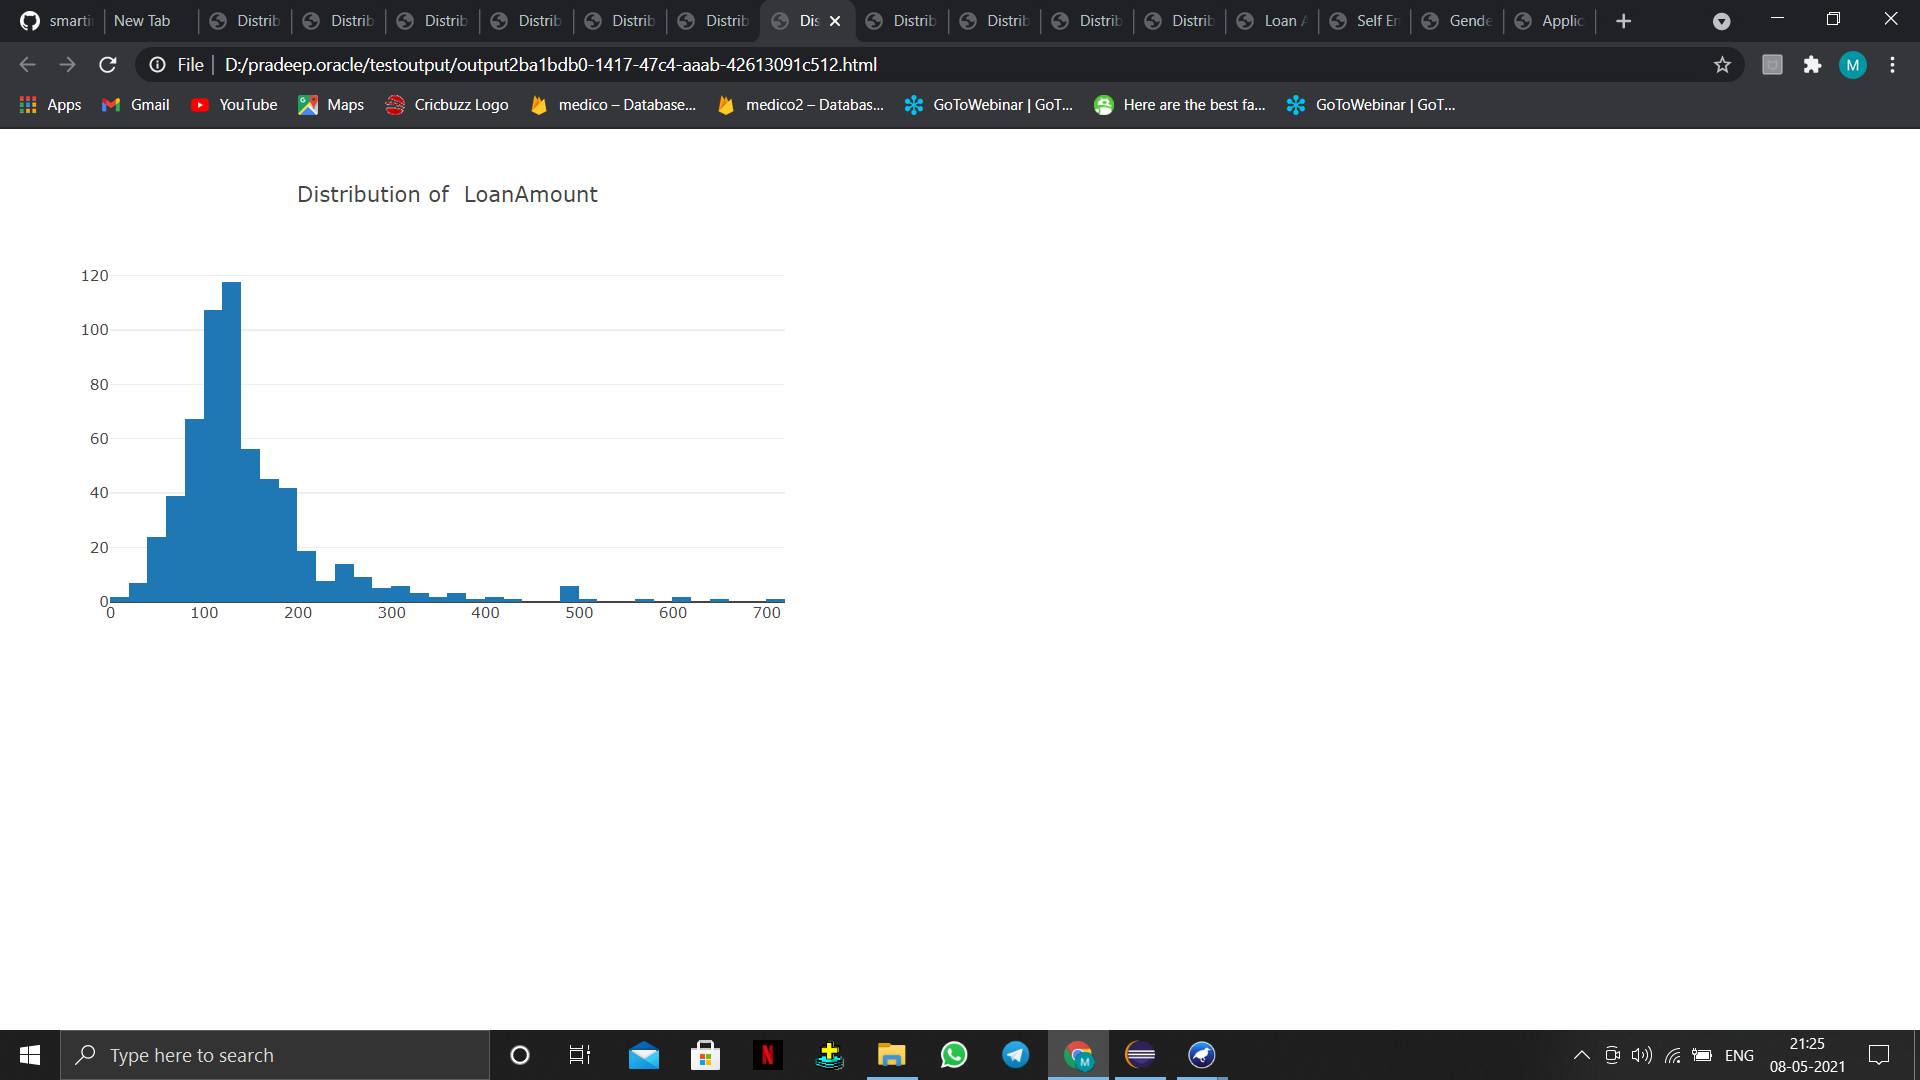 smarti New Tab Distrib Distrib Distrib Distrib Distrib Distrib Dis Distrib Distrib Distrib Distrib Loan A Self En Gende Applic
File D:/pradeep.oracle/testoutput/output2ba1bdb0-1417-47c4-aaab-42613091c512.html M
Apps Gmail YouTube Maps Cricbuzz Logo medico – Database... medico2 – Databas... GoToWebinar | GoT... Here are the best fa... GoToWebinar | GoT...
Distribution of LoanAmount
120
100
80
60
40
20
0
0 100 200 300 400 500 600 700
Type here to search N M ENG 21:25
08-05-2021